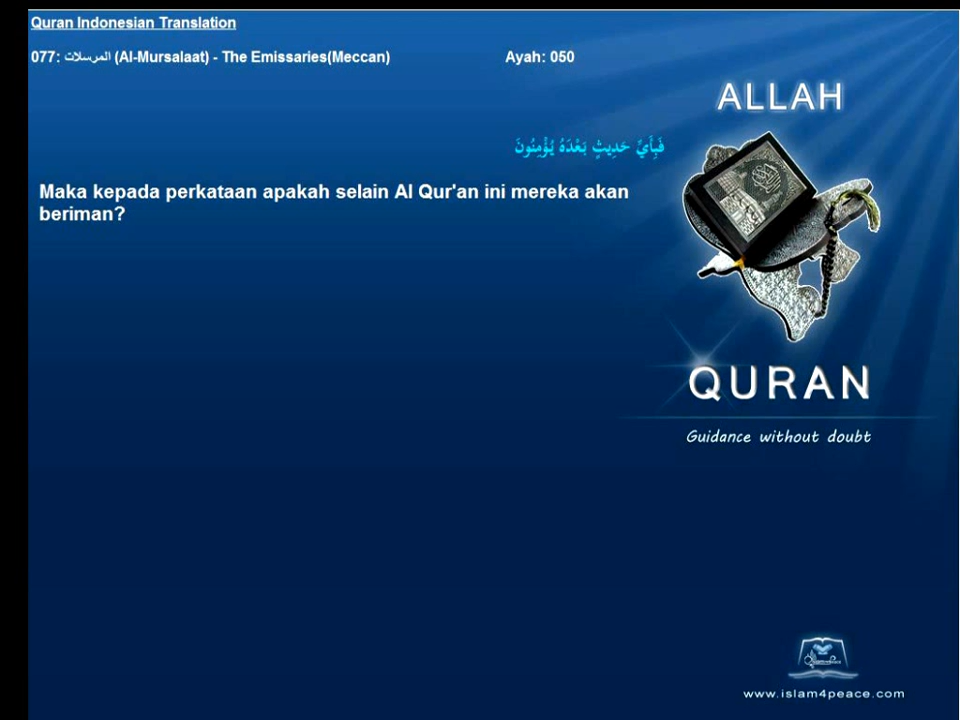 Quran Indonesian Translation
077: المرسلات (Al-Mursalaat) - The Emissaries(Meccan) Ayah: 050
ALLAH
فَبِأَيِّ حَدِيثٍ بَعْدَهُ يُؤْمِنُونَ
Maka kepada perkataan apakah selain Al Qur'an ini mereka akan
beriman?
QURAN
Guidance without doubt
www.islam4peace.com